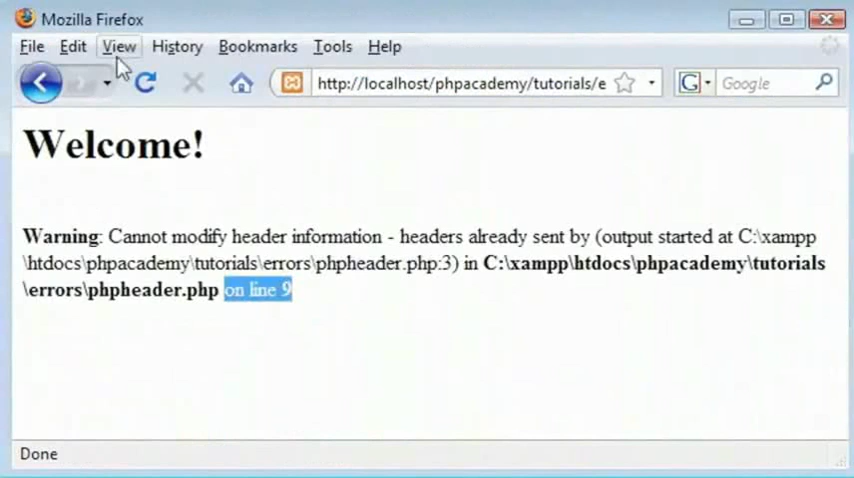 Mozilla Firefox
File Edit View History Bookmarks Tools Help
http://localhost/phpacademy/tutorials/e G Google
Welcome!
Warning: Cannot modify header information - headers already sent by (output started at C:\xampp
\htdocs\phpacademy\tutorials\errors\phpheader.php:3) in C:\xampp\htdocs\phpacademy\tutorials
\errors\phpheader.php on line 9
Done